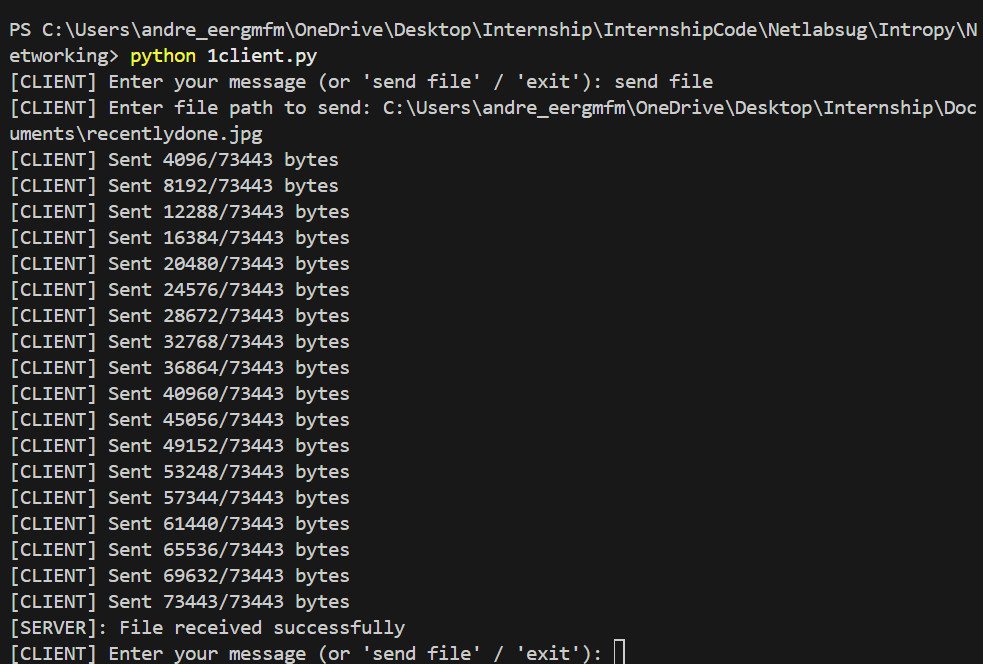 PS C:\Users\andre_eergmfm\OneDrive\Desktop\Internship\InternshipCode\Netlabsug\Intropy\N
etworking> python 1client.py
[CLIENT] Enter your message (or 'send file' / 'exit'): send file
[CLIENT] Enter file path to send: C:\Users\andre_eergmfm\OneDrive\Desktop\Internship\Doc
uments\recentlydone.jpg
[CLIENT] Sent 4096/73443 bytes
[CLIENT] Sent 8192/73443 bytes
[CLIENT] Sent 12288/73443 bytes
[CLIENT] Sent 16384/73443 bytes
[CLIENT] Sent 20480/73443 bytes
[CLIENT] Sent 24576/73443 bytes
[CLIENT] Sent 28672/73443 bytes
[CLIENT] Sent 32768/73443 bytes
[CLIENT] Sent 36864/73443 bytes
[CLIENT] Sent 40960/73443 bytes
[CLIENT] Sent 45056/73443 bytes
[CLIENT] Sent 49152/73443 bytes
[CLIENT] Sent 53248/73443 bytes
[CLIENT] Sent 57344/73443 bytes
[CLIENT] Sent 61440/73443 bytes
[CLIENT] Sent 65536/73443 bytes
[CLIENT] Sent 69632/73443 bytes
[CLIENT] Sent 73443/73443 bytes
[SERVER]: File received successfully
[CLIENT] Enter your message (or 'send file' / 'exit'):